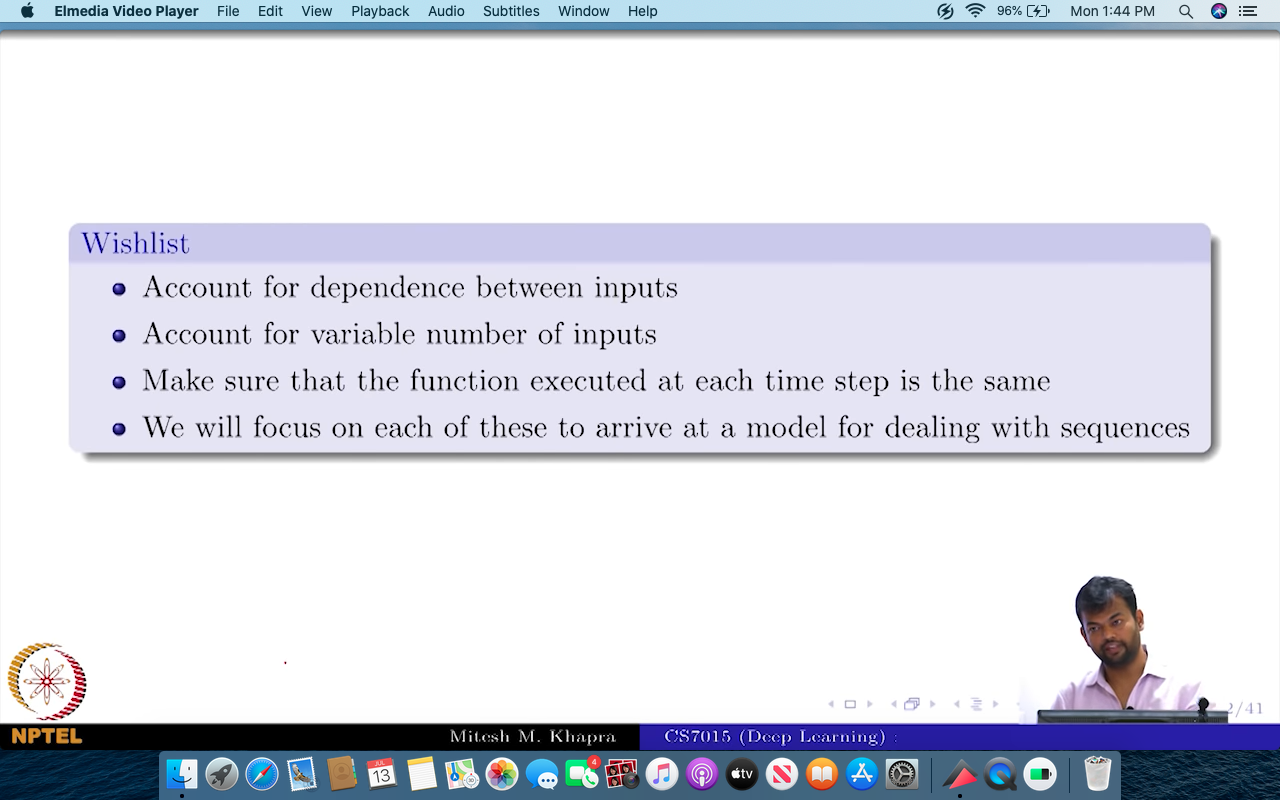 Elmedia Video Player File Edit View Playback Audio Subtitles Window Help 96% Mon 1:44 PM
Wishlist
Account for dependence between inputs
Account for variable number of inputs
Make sure that the function executed at each time step is the same
We will focus on each of these to arrive at a model for dealing with sequences
2/41
NPTEL
Mitesh M. Khapra CS7015 (Deep Learning) :
4
JUL
13
tv